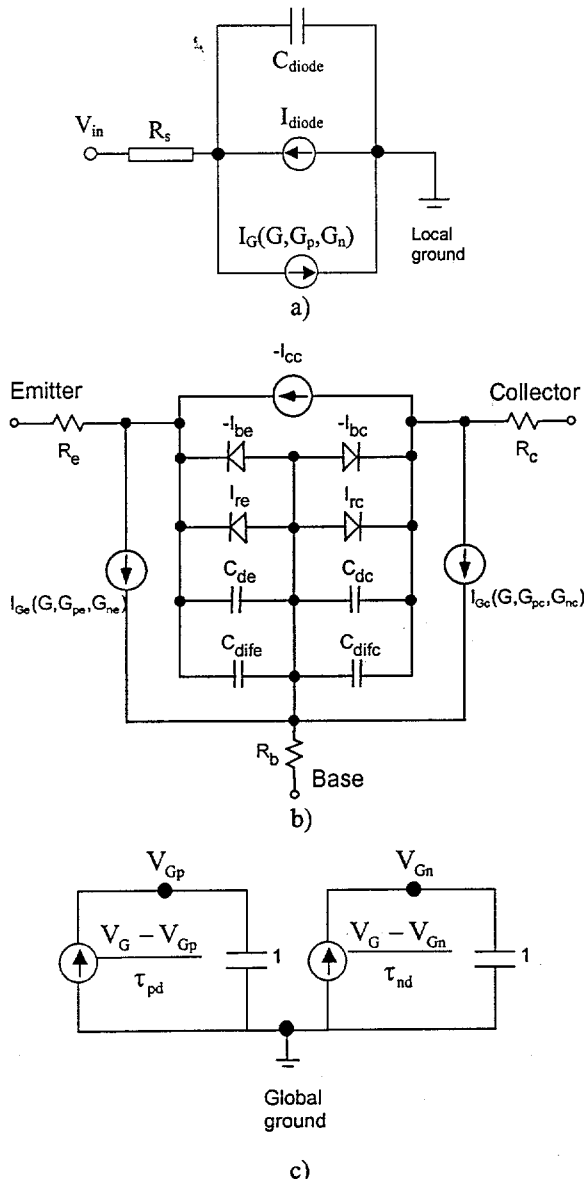 C_diode
I_diode
V_in
R_s
Local
ground
I_G(G,G_p,G_n)
a)
-I_cc
Emitter
Collector
R_e
R_c
-I_be
-I_bc
I_re
I_rc
C_de
C_dc
I_Ge(G,G_pe,G_ne)
I_Gc(G,G_pc,G_nc)
C_dife
C_difc
R_b
Base
b)
V_Gp
V_Gn
V_G − V_Gp
τ_pd
1
V_G − V_Gn
τ_nd
1
Global
ground
c)